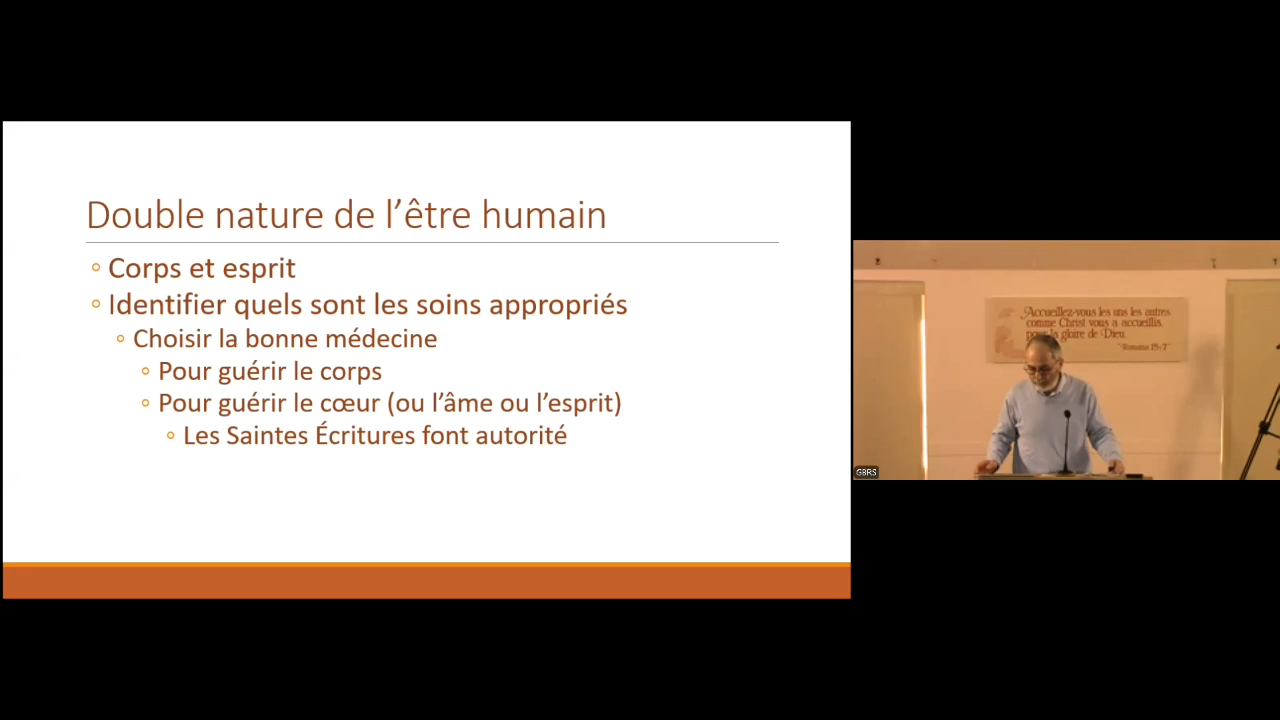 Double nature de l’être humain
Corps et esprit
Identifier quels sont les soins appropriés
Choisir la bonne médecine
Pour guérir le corps
Pour guérir le cœur (ou l’âme ou l’esprit)
Les Saintes Écritures font autorité
Accueillez-vous les uns les autres
comme Christ vous a accueillis,
pour la gloire de Dieu.
Romains 15:7
GBRS